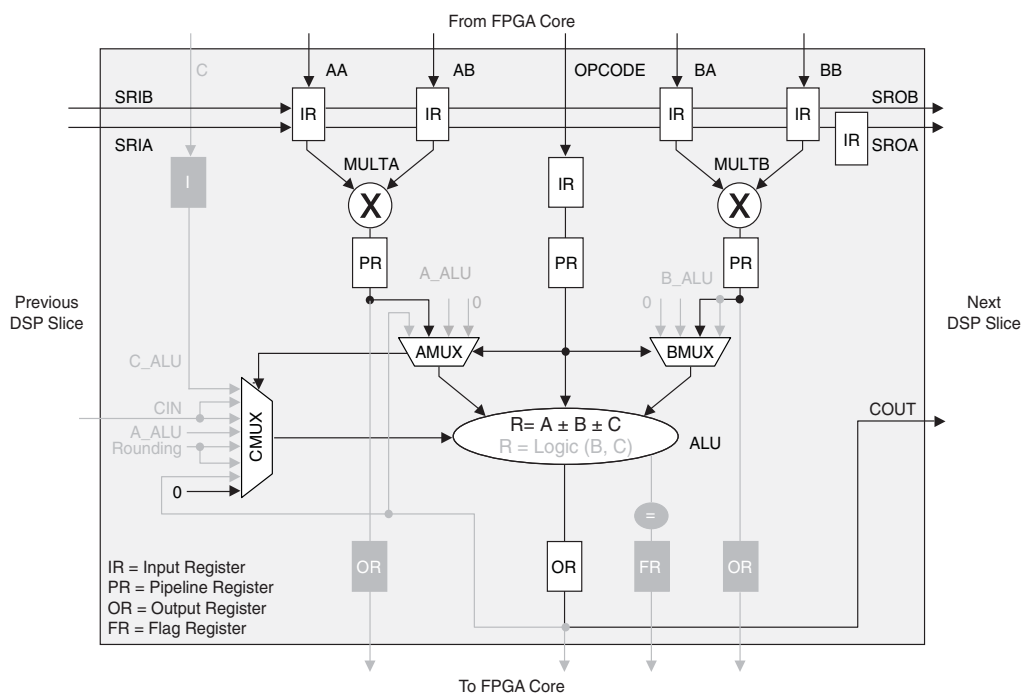 From FPGA Core
C
AA
AB
OPCODE
BA
BB
SRIB
SROB
IR
IR
IR
IR
IR
SRIA
SROA
MULTA
MULTB
I
IR
X
X
PR
PR
PR
A_ALU
B_ALU
0
0
Previous
DSP Slice
Next
DSP Slice
AMUX
BMUX
C_ALU
CIN
COUT
A_ALU
Rounding
CMUX
R= A ± B ± C
R = Logic (B, C)
ALU
0
=
OR
OR
FR
OR
IR = Input Register
PR = Pipeline Register
OR = Output Register
FR = Flag Register
To FPGA Core